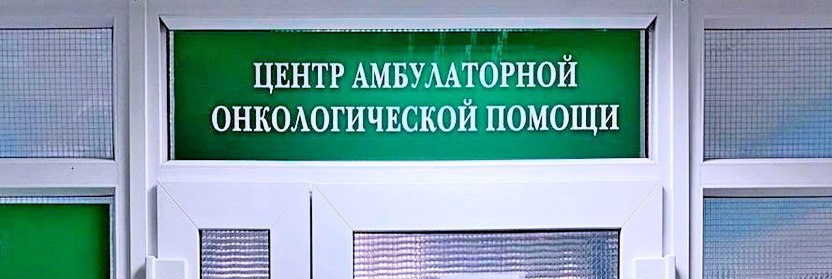 ЦЕНТР АМБУЛАТОРНОЙ
ОНКОЛОГИЧЕСКОЙ ПОМОЩИ